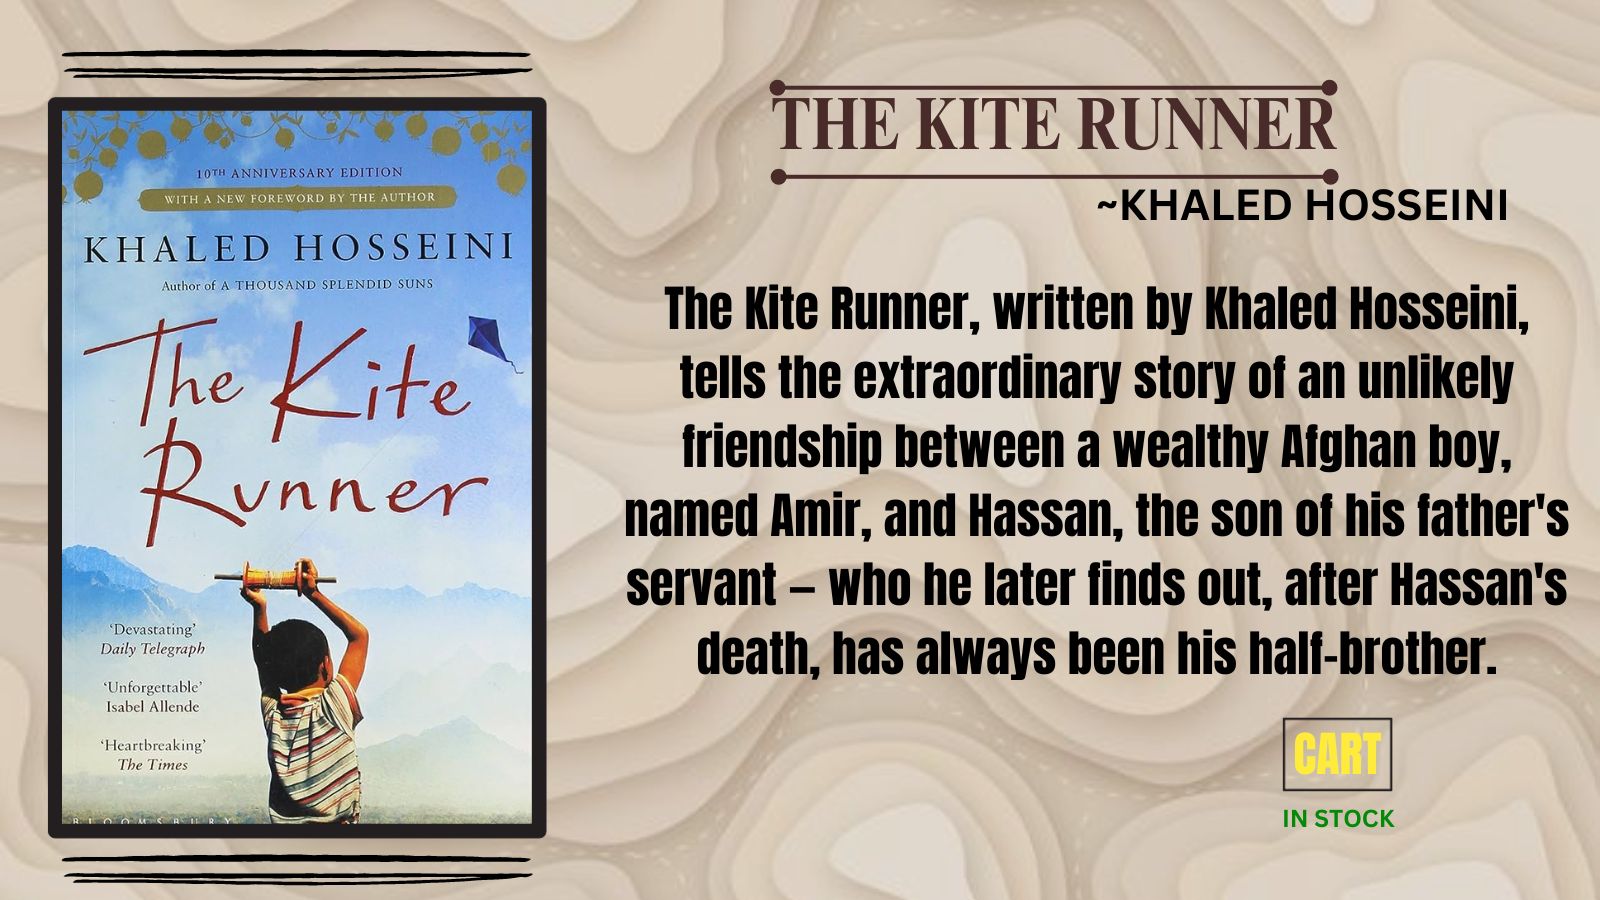 10TH ANNIVERSARY EDITION
WITH A NEW FOREWORD BY THE AUTHOR
KHALED HOSSEINI
Author of A THOUSAND SPLENDID SUNS
The Kite
Runner
'Devastating'
Daily Telegraph
'Unforgettable'
Isabel Allende
'Heartbreaking'
The Times
BLOOMSBURY
THE KITE RUNNER
~KHALED HOSSEINI
The Kite Runner, written by Khaled Hosseini,
tells the extraordinary story of an unlikely
friendship between a wealthy Afghan boy,
named Amir, and Hassan, the son of his father's
servant – who he later finds out, after Hassan's
death, has always been his half-brother.
CART
IN STOCK